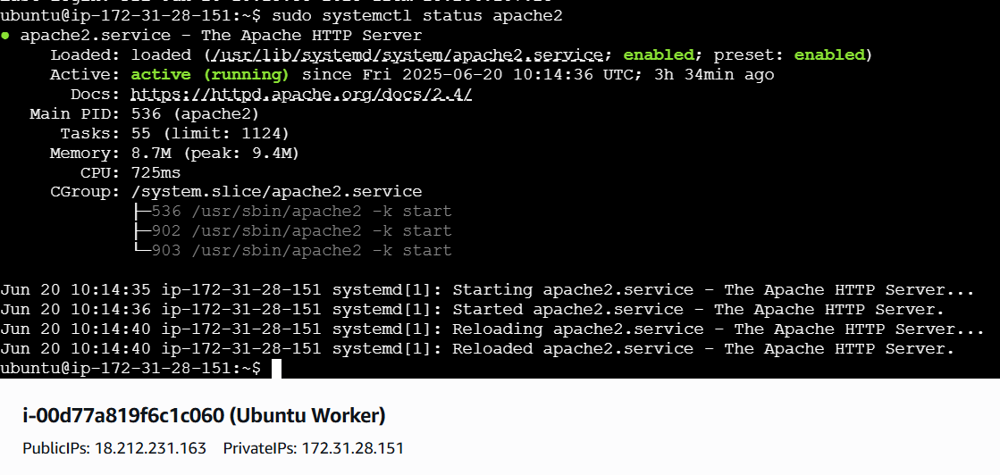 ubuntu@ip-172-31-28-151:~$ sudo systemctl status apache2
● apache2.service - The Apache HTTP Server
Loaded: loaded (/usr/lib/systemd/system/apache2.service; enabled; preset: enabled)
Active: active (running) since Fri 2025-06-20 10:14:36 UTC; 3h 34min ago
Docs: https://httpd.apache.org/docs/2.4/
Main PID: 536 (apache2)
Tasks: 55 (limit: 1124)
Memory: 8.7M (peak: 9.4M)
CPU: 725ms
CGroup: /system.slice/apache2.service
├─536 /usr/sbin/apache2 -k start
├─902 /usr/sbin/apache2 -k start
└─903 /usr/sbin/apache2 -k start
Jun 20 10:14:35 ip-172-31-28-151 systemd[1]: Starting apache2.service - The Apache HTTP Server...
Jun 20 10:14:36 ip-172-31-28-151 systemd[1]: Started apache2.service - The Apache HTTP Server.
Jun 20 10:14:40 ip-172-31-28-151 systemd[1]: Reloading apache2.service - The Apache HTTP Server...
Jun 20 10:14:40 ip-172-31-28-151 systemd[1]: Reloaded apache2.service - The Apache HTTP Server.
ubuntu@ip-172-31-28-151:~$
i-00d77a819f6c1c060 (Ubuntu Worker)
PublicIPs: 18.212.231.163 PrivateIPs: 172.31.28.151